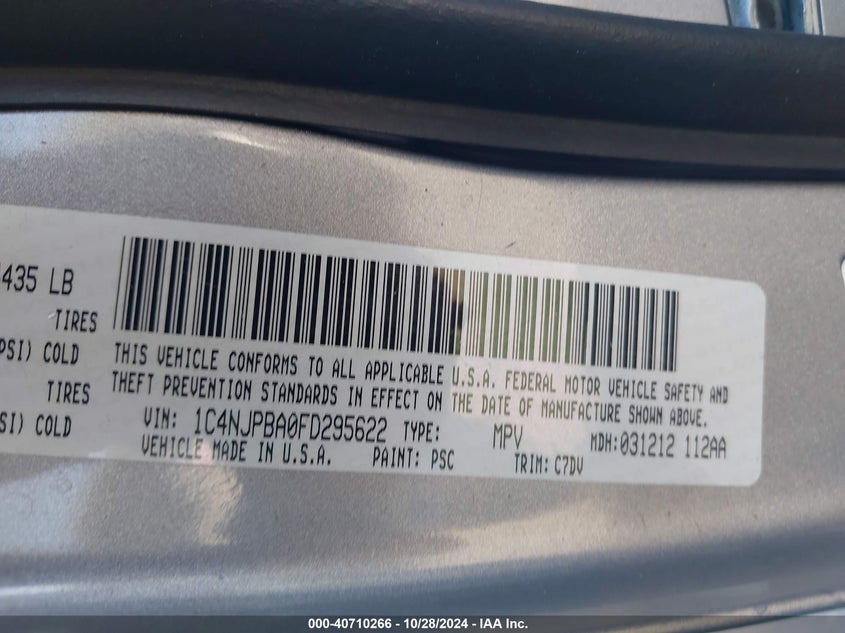 435 LB
TIRES
PSI) COLD
TIRES
SI) COLD
THIS VEHICLE CONFORMS TO ALL APPLICABLE U.S.A. FEDERAL MOTOR VEHICLE SAFETY AND
THEFT PREVENTION STANDARDS IN EFFECT ON THE DATE OF MANUFACTURE SHOWN ABOVE.
VIN: 1C4NJPBA0FD295622 TYPE: MPV MDH:031212 112AA
VEHICLE MADE IN U.S.A. PAINT: PSC TRIM: C7DV
000-40710266 - 10/28/2024 - IAA Inc.